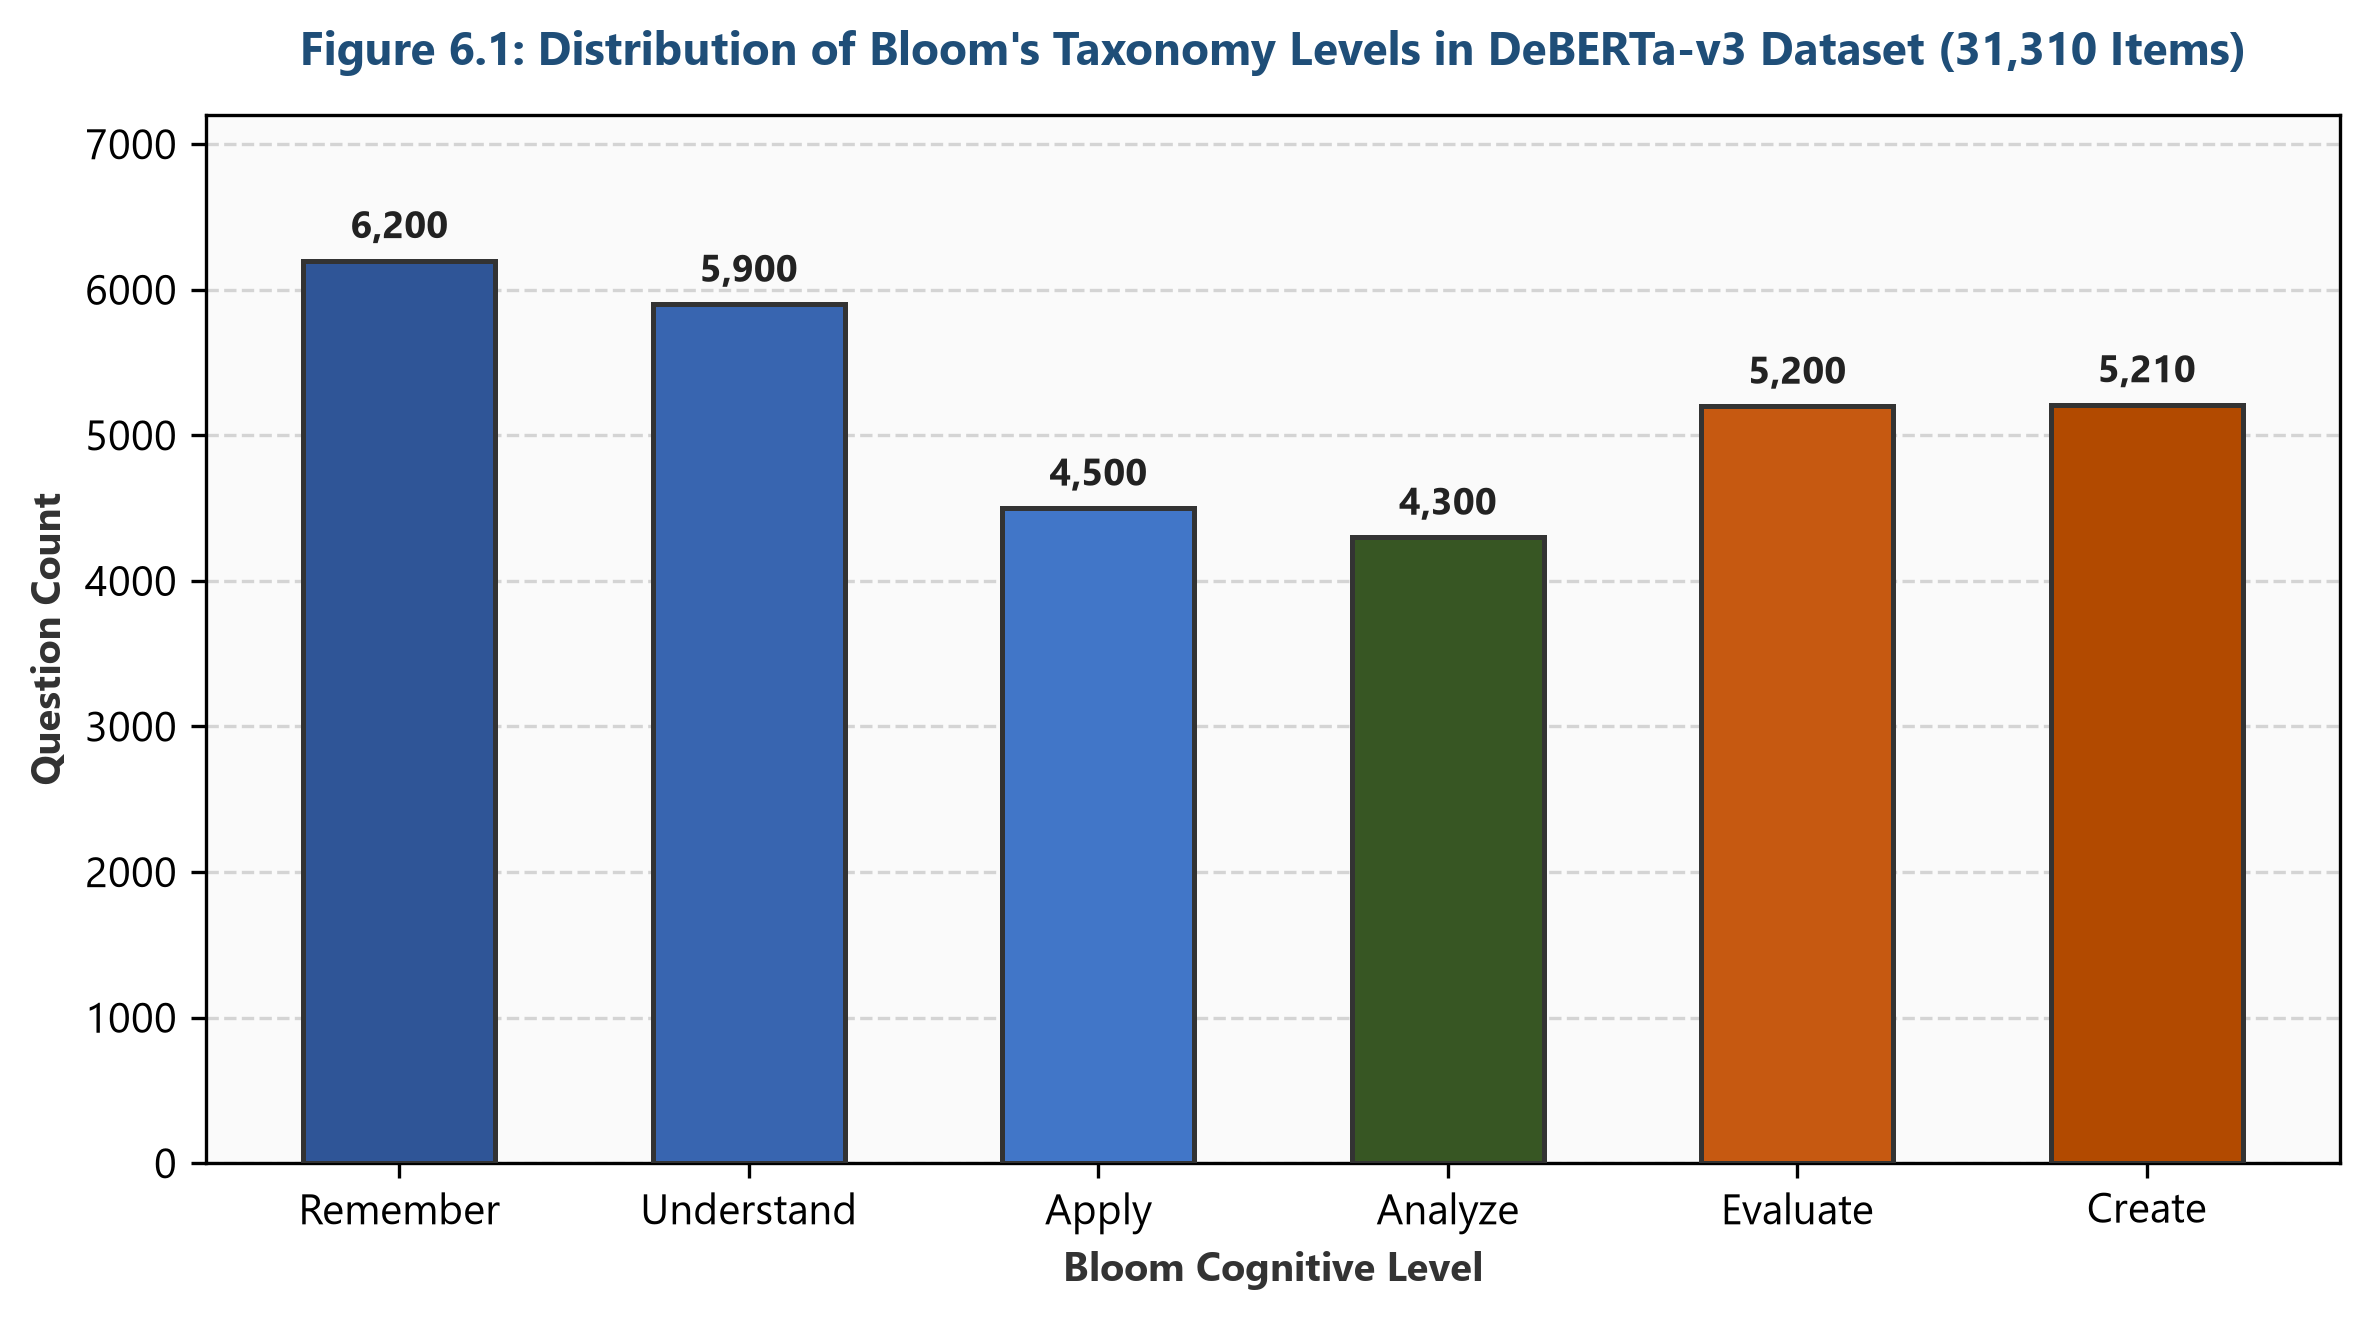 Figure 6.1: Distribution of Bloom's Taxonomy Levels in DeBERTa-v3 Dataset (31,310 Items)
Question Count
7000
6000
5000
4000
3000
2000
1000
0
6,200
5,900
4,500
4,300
5,200
5,210
Remember
Understand
Apply
Analyze
Evaluate
Create
Bloom Cognitive Level